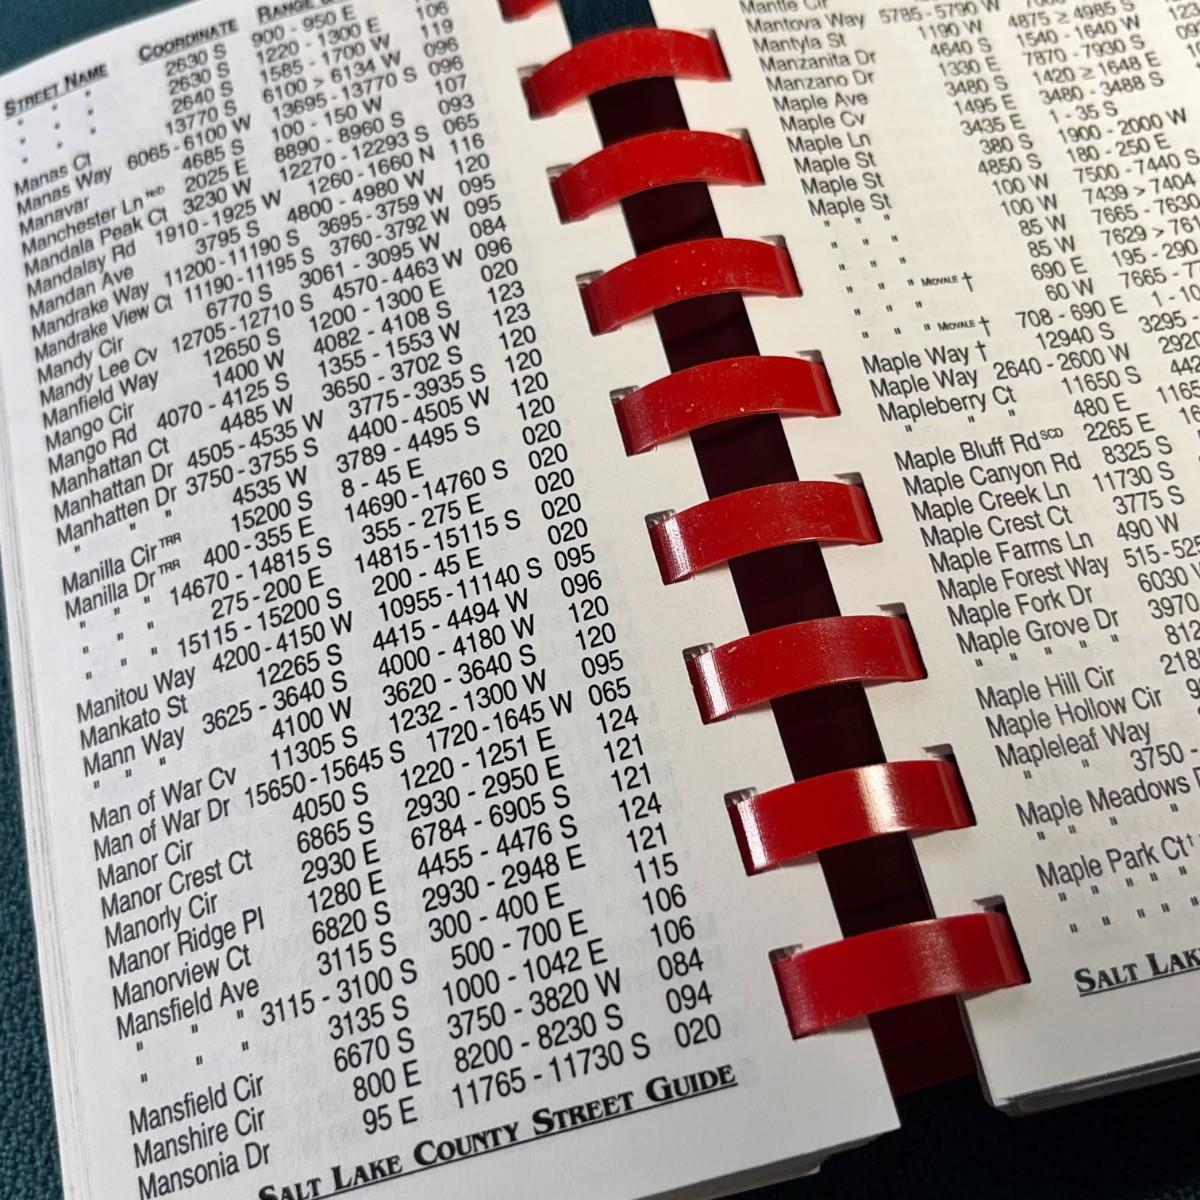 STREET NAME COORDINATE RANGE &
" " " 2630 S 900 - 950 E
" " " 2630 S 1220 - 1300 E 106
" " " 2640 S 1585 - 1700 W 119
Manas Ct 13770 S 6100 > 6134 W 096
Manas Way 6065 - 6100 W 13695 - 13770 S 096
Manavar 4685 S 100 - 150 W 107
Manchester Ln 2025 E 8890 - 8960 S 093
Mandala Peak Ct 3230 W 12270 - 12293 S 065
Mandalay Rd 1910 - 1925 W 1260 - 1660 N 116
Mandan Ave 3795 S 4800 - 4980 W 120
Mandrake Way 11200 - 11190 S 3695 - 3759 W 095
Mandrake View Ct 11190 - 11195 S 3760 - 3792 W 095
Mandy Cir 6770 S 3061 - 3095 W 084
Mandy Lee Cv 12705 - 12710 S 4570 - 4463 W 096
Manfield Way 12650 S 1200 - 1300 E 020
Mango Cir 1400 W 4082 - 4108 S 123
Mango Rd 4070 - 4125 S 1355 - 1553 W 123
Manhattan Ct 4485 W 3650 - 3702 S 120
Manhattan Dr 4505 - 4535 W 3775 - 3935 S 120
Manhatten Dr 3750 - 3755 S 4400 - 4505 W 120
" " 4535 W 3789 - 4495 S 120
Manilla Cir TRR 15200 S 8 - 45 E 020
Manilla Dr TRR 400 - 355 E 14690 - 14760 S 020
" " 14670 - 14815 S 355 - 275 E 020
" " " 275 - 200 E 14815 - 15115 S 020
" " " 15115 - 15200 S 200 - 45 E 020
Manitou Way 4200 - 4150 W 10955 - 11140 S 095
Mankato St 12265 S 4415 - 4494 W 096
Mann Way 3625 - 3640 S 4000 - 4180 W 120
" " " 4100 W 3620 - 3640 S 120
Man of War Cv 11305 S 1232 - 1300 W 095
Man of War Dr 15650 - 15645 S 1720 - 1645 W 065
Manor Cir 4050 S 1220 - 1251 E 124
Manor Crest Ct 6865 S 2930 - 2950 E 121
Manorly Cir 2930 E 6784 - 6905 S 121
Manor Ridge Pl 1280 E 4455 - 4476 S 124
Manorview Ct 6820 S 2930 - 2948 E 121
Mansfield Ave 3115 S 300 - 400 E 115
" " " 3115 - 3100 S 500 - 700 E 106
" " " 3135 S 1000 - 1042 E 106
Mansfield Cir 6670 S 3750 - 3820 W 084
Manshire Cir 800 E 8200 - 8230 S 094
Mansonia Dr 95 E 11765 - 11730 S 020
SALT LAKE COUNTY STREET GUIDE
Mantle Cir
Mantova Way 5785 - 5790 W
Mantyla St 1190 W 4875 ≥ 4985 S
Manzanita Dr 4640 S 1540 - 1640 W
Manzano Dr 1330 E 7870 - 7930 S
Maple Ave 3480 S 1420 ≥ 1648 E
Maple Cv 1495 E 3480 - 3488 S
Maple Ln 3435 E 1 - 35 S
Maple St 380 S 1900 - 2000 W
Maple St 4850 S 180 - 250 E
Maple St 100 W 7500 - 7440 S
" " 100 W 7439 > 7404
" " " 85 W 7665 - 7630
" " " 85 W 7629 >
" " " MIDVALE † 690 E 195 - 290
" " 60 W 7665 -
" " " MIDVALE † 708 - 690 E 1 -
Maple Way † 12940 S 3295 -
Maple Way 2640 - 2600 W
Mapleberry Ct 11650 S
" " 480 E
Maple Bluff Rd SCD 2265 E
Maple Canyon Rd 8325 S
Maple Creek Ln 11730 S
Maple Crest Ct 3775 S
Maple Farms Ln 490 W
Maple Forest Way 515 - 525
Maple Fork Dr 6030 W
Maple Grove Dr 3970
" " " " 812
Maple Hill Cir
Maple Hollow Cir
Mapleleaf Way
" " 3750 -
Maple Meadows
" " " "
Maple Park Ct
" " " " "
" " " " "
SALT LAK